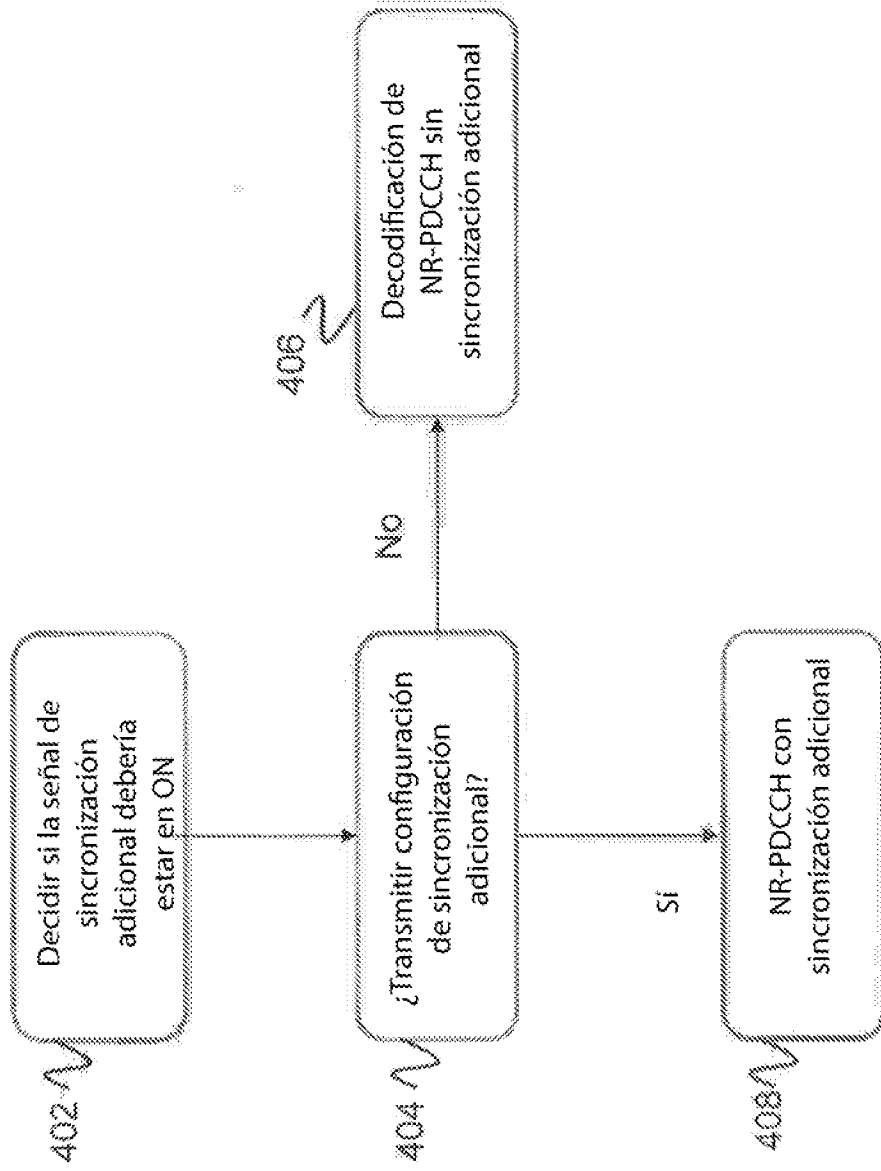 402
Decidir si la señal de
sincronización
adicional debería
estar en ON
404
¿Transmitir configuración
de sincronización
adicional?
No
406
Decodificación de
NR-PDCCH sin
sincronización adicional
Sí
408
NR-PDCCH con
sincronización adicional